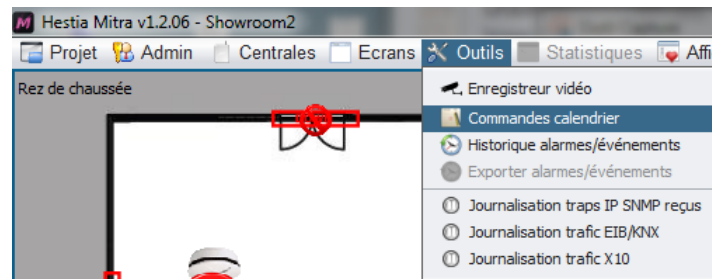 M Hestia Mitra v1.2.06 - Showroom2
Projet Admin Centrales Ecrans Outils Statistiques Affi
Rez de chaussée
Enregistreur vidéo
Commandes calendrier
Historique alarmes/événements
Exporter alarmes/événements
Journalisation traps IP SNMP reçus
Journalisation trafic EIB/KNX
Journalisation trafic X10